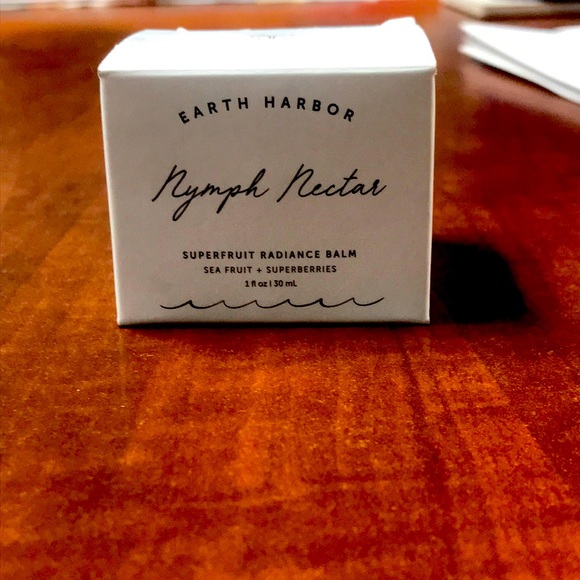 EARTH HARBOR
Nymph Nectar
SUPERFRUIT RADIANCE BALM
SEA FRUIT + SUPERBERRIES
1 fl oz | 30 mL